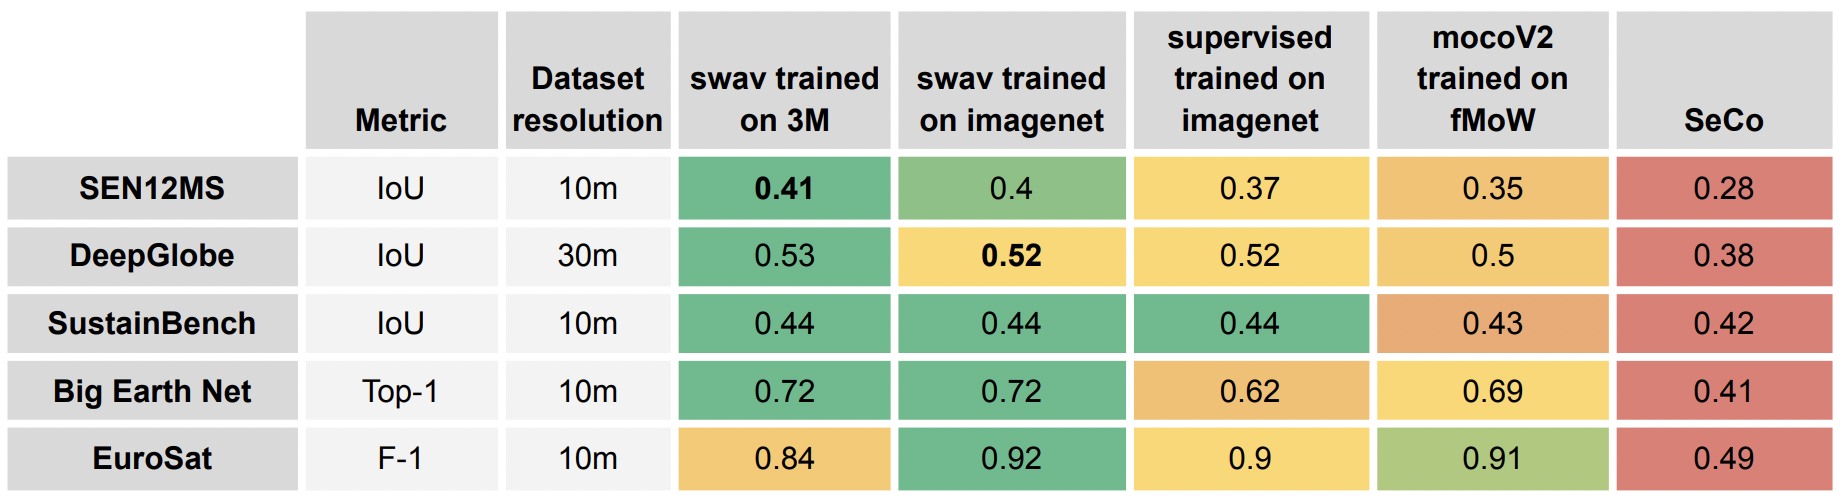 Metric Dataset resolution swav trained on 3M swav trained on imagenet supervised trained on imagenet mocoV2 trained on fMoW SeCo
SEN12MS IoU 10m 0.41 0.4 0.37 0.35 0.28
DeepGlobe IoU 30m 0.53 0.52 0.52 0.5 0.38
SustainBench IoU 10m 0.44 0.44 0.44 0.43 0.42
Big Earth Net Top-1 10m 0.72 0.72 0.62 0.69 0.41
EuroSat F-1 10m 0.84 0.92 0.9 0.91 0.49